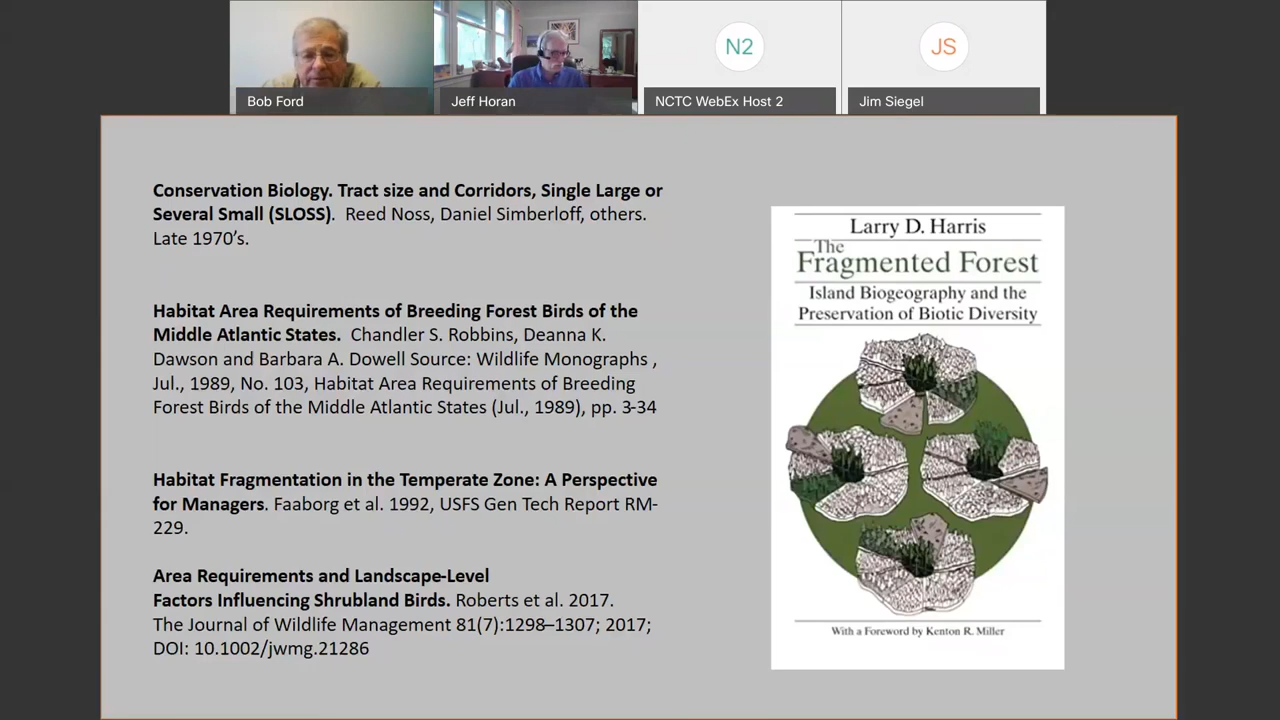 N2
JS
Bob Ford
Jeff Horan
NCTC WebEx Host 2
Jim Siegel
Conservation Biology. Tract size and Corridors, Single Large or
Several Small (SLOSS).  Reed Noss, Daniel Simberloff, others.
Late 1970’s.
Habitat Area Requirements of Breeding Forest Birds of the
Middle Atlantic States.  Chandler S. Robbins, Deanna K.
Dawson and Barbara A. Dowell Source: Wildlife Monographs ,
Jul., 1989, No. 103, Habitat Area Requirements of Breeding
Forest Birds of the Middle Atlantic States (Jul., 1989), pp. 3-34
Habitat Fragmentation in the Temperate Zone: A Perspective
for Managers. Faaborg et al. 1992, USFS Gen Tech Report RM-
229.
Area Requirements and Landscape-Level
Factors Influencing Shrubland Birds. Roberts et al. 2017.
The Journal of Wildlife Management 81(7):1298–1307; 2017;
DOI: 10.1002/jwmg.21286
Larry D. Harris
The
Fragmented Forest
Island Biogeography and the
Preservation of Biotic Diversity
With a Foreword by Kenton R. Miller